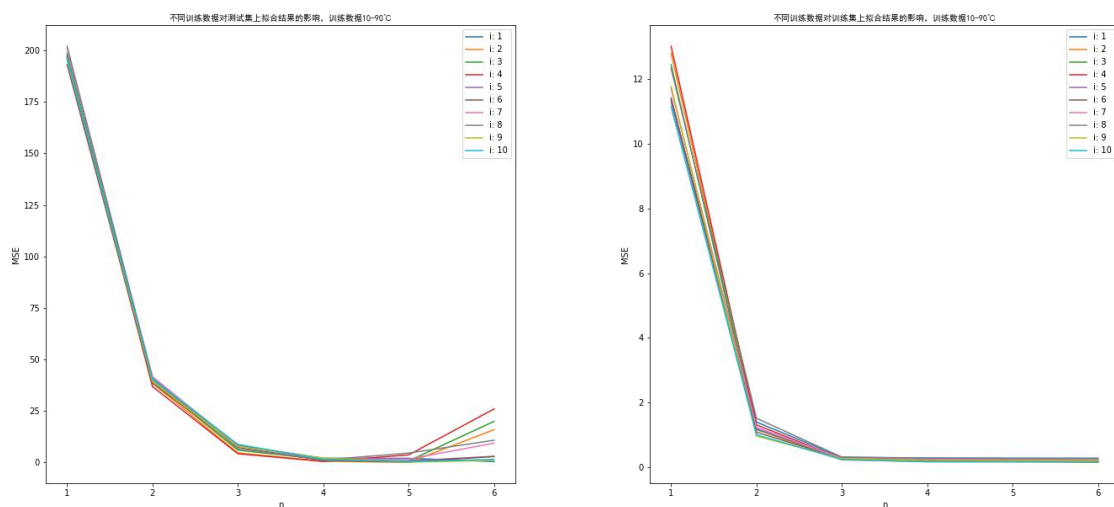 不同训练数据对测试集上拟合结果的影响，训练数据10-90℃
200
175
150
125
100
75
50
25
0
MSE
1 2 3 4 5 6
n
i: 1
i: 2
i: 3
i: 4
i: 5
i: 6
i: 7
i: 8
i: 9
i: 10
不同训练数据对训练集上拟合结果的影响，训练数据10-90℃
12
10
8
6
4
2
0
MSE
1 2 3 4 5 6
n
i: 1
i: 2
i: 3
i: 4
i: 5
i: 6
i: 7
i: 8
i: 9
i: 10